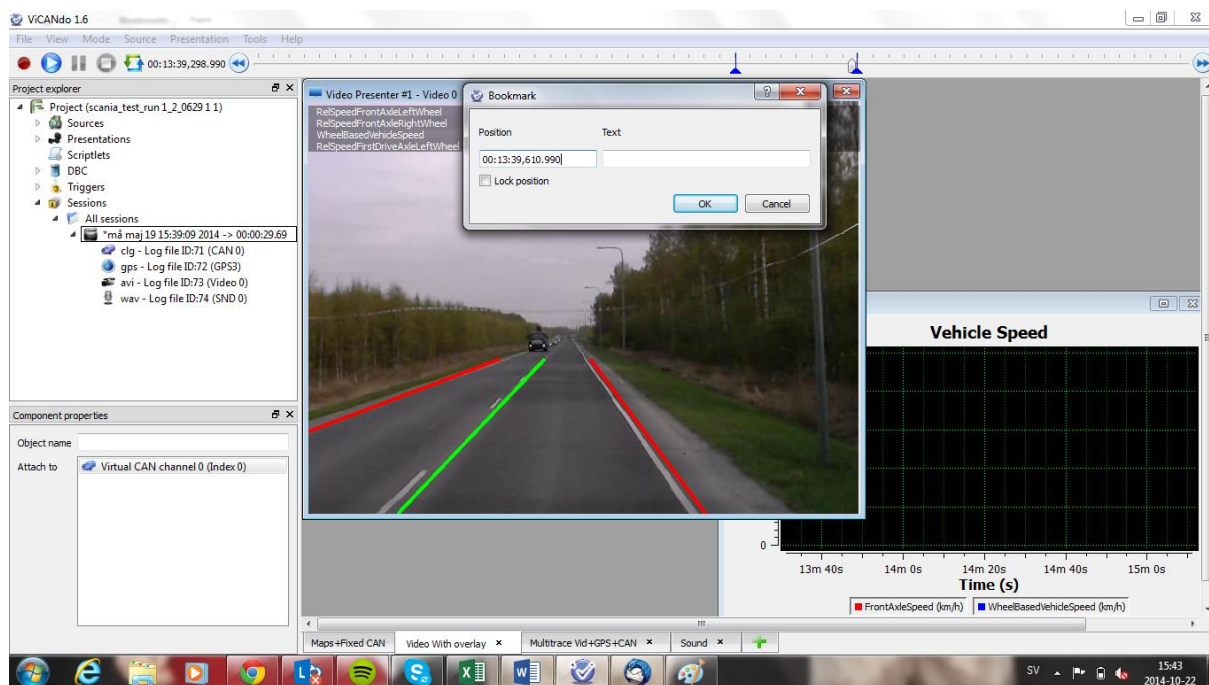 ViCANdo 1.6
File View Mode Source Presentation Tools Help
00:13:39,298.990
Project explorer
Project (scania_test_run 1_2_0629 1 1)
Sources
Presentations
Scriptlets
DBC
Triggers
Sessions
All sessions
*må maj 19 15:39:09 2014 -> 00:00:29.69
clg - Log file ID:71 (CAN 0)
gps - Log file ID:72 (GPS3)
avi - Log file ID:73 (Video 0)
wav - Log file ID:74 (SND 0)
Component properties
Object name
Attach to Virtual CAN channel 0 (Index 0)
Video Presenter #1 - Video 0
RelSpeedFrontAxleLeftWheel
RelSpeedFrontAxleRightWheel
WheelBasedVehicleSpeed
RelSpeedFirstDriveAxleLeftWheel
Bookmark
Position Text
00:13:39,610.990
Lock position
OK Cancel
Vehicle Speed
0
13m 40s 14m 0s 14m 20s 14m 40s 15m 0s
Time (s)
FrontAxleSpeed (km/h) WheelBasedVehicleSpeed (km/h)
Maps+Fixed CAN Video With overlay Multitrace Vid+GPS+CAN Sound
SV 15:43
2014-10-22